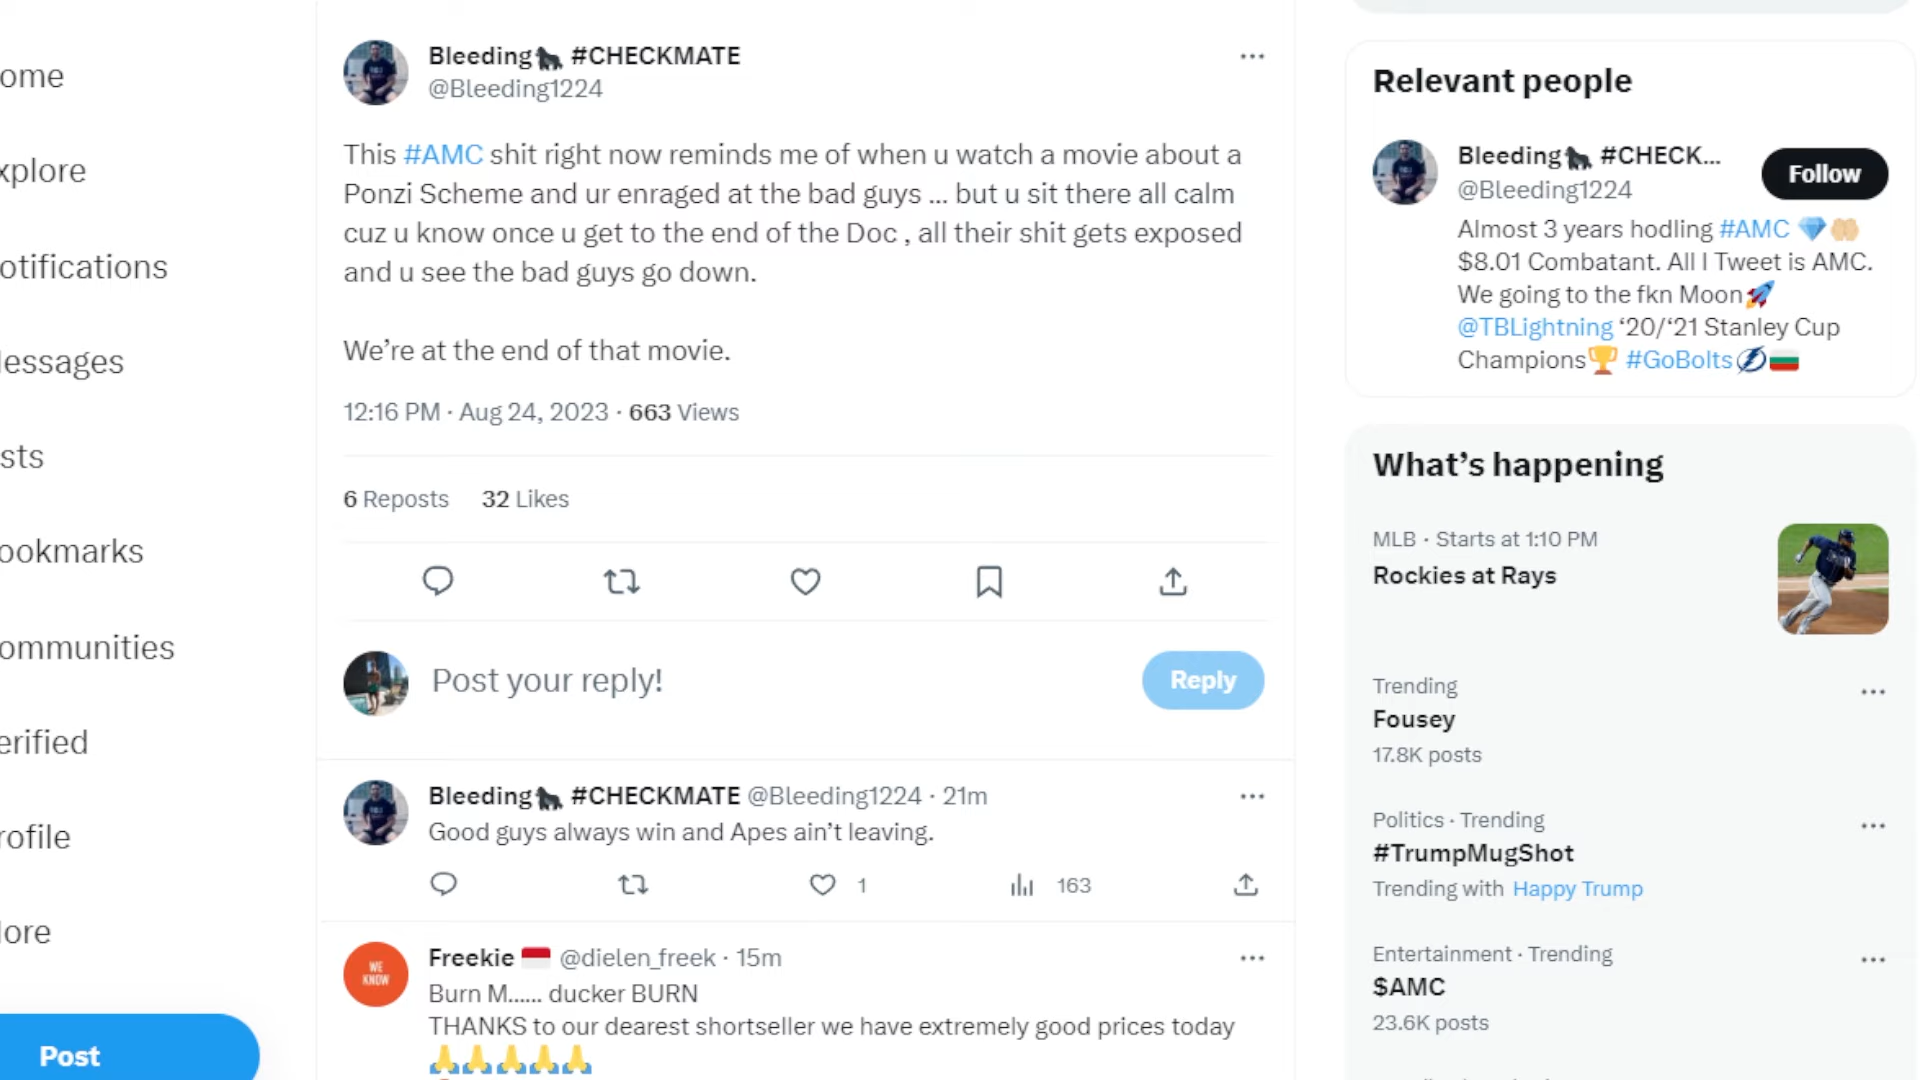 ome
xplore
otifications
lessages
sts
ookmarks
ommunities
erified
rofile
lore
Post
Bleeding🦍 #CHECKMATE
@Bleeding1224
This #AMC shit right now reminds me of when u watch a movie about a
Ponzi Scheme and ur enraged at the bad guys ... but u sit there all calm
cuz u know once u get to the end of the Doc , all their shit gets exposed
and u see the bad guys go down.
We’re at the end of that movie.
12:16 PM · Aug 24, 2023 · 663 Views
6 Reposts 32 Likes
Post your reply!
Reply
Bleeding🦍 #CHECKMATE @Bleeding1224 · 21m
Good guys always win and Apes ain’t leaving.
1 163
WE
KNOW
Freekie 🇮🇩 @dielen_freek · 15m
Burn M...... ducker BURN
THANKS to our dearest shortseller we have extremely good prices today
🙏🙏🙏🙏🙏
Relevant people
Bleeding🦍 #CHECK...
@Bleeding1224
Follow
Almost 3 years hodling #AMC 💎🤲🏼
$8.01 Combatant. All I Tweet is AMC.
We going to the fkn Moon🚀
@TBLightning ‘20/‘21 Stanley Cup
Champions🏆 #GoBolts⚡🇧🇬
What’s happening
MLB · Starts at 1:10 PM
Rockies at Rays
Trending
Fousey
17.8K posts
Politics · Trending
#TrumpMugShot
Trending with Happy Trump
Entertainment · Trending
$AMC
23.6K posts